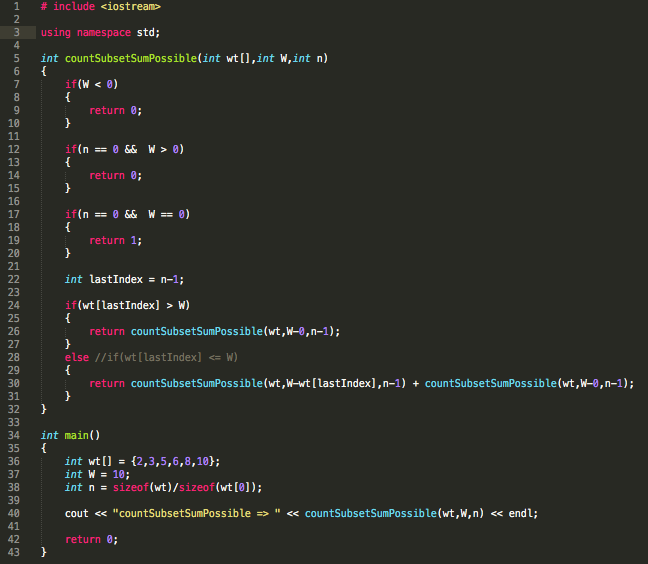 1 # include <iostream>
2
3 using namespace std;
4
5 int countSubsetSumPossible(int wt[],int W,int n)
6 {
7 if(W < 0)
8 {
9 return 0;
10 }
11
12 if(n == 0 && W > 0)
13 {
14 return 0;
15 }
16
17 if(n == 0 && W == 0)
18 {
19 return 1;
20 }
21
22 int lastIndex = n-1;
23
24 if(wt[lastIndex] > W)
25 {
26 return countSubsetSumPossible(wt,W-0,n-1);
27 }
28 else //if(wt[lastIndex] <= W)
29 {
30 return countSubsetSumPossible(wt,W-wt[lastIndex],n-1) + countSubsetSumPossible(wt,W-0,n-1);
31 }
32 }
33
34 int main()
35 {
36 int wt[] = {2,3,5,6,8,10};
37 int W = 10;
38 int n = sizeof(wt)/sizeof(wt[0]);
39
40 cout << "countSubsetSumPossible => " << countSubsetSumPossible(wt,W,n) << endl;
41
42 return 0;
43 }